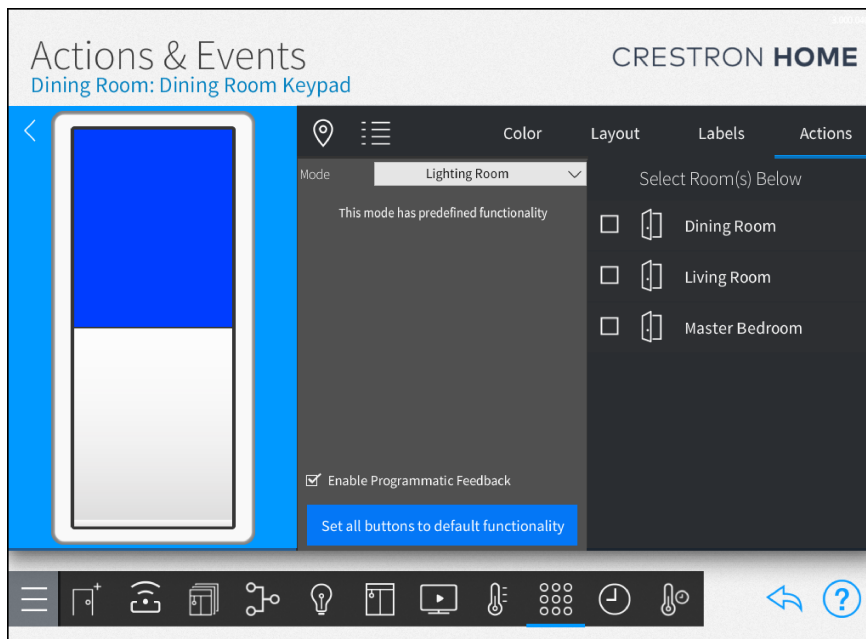 Actions & Events
CRESTRON HOME
Dining Room: Dining Room Keypad
Color Layout Labels Actions
Mode Lighting Room
Select Room(s) Below
This mode has predefined functionality
Dining Room
Living Room
Master Bedroom
Enable Programmatic Feedback
Set all buttons to default functionality
?